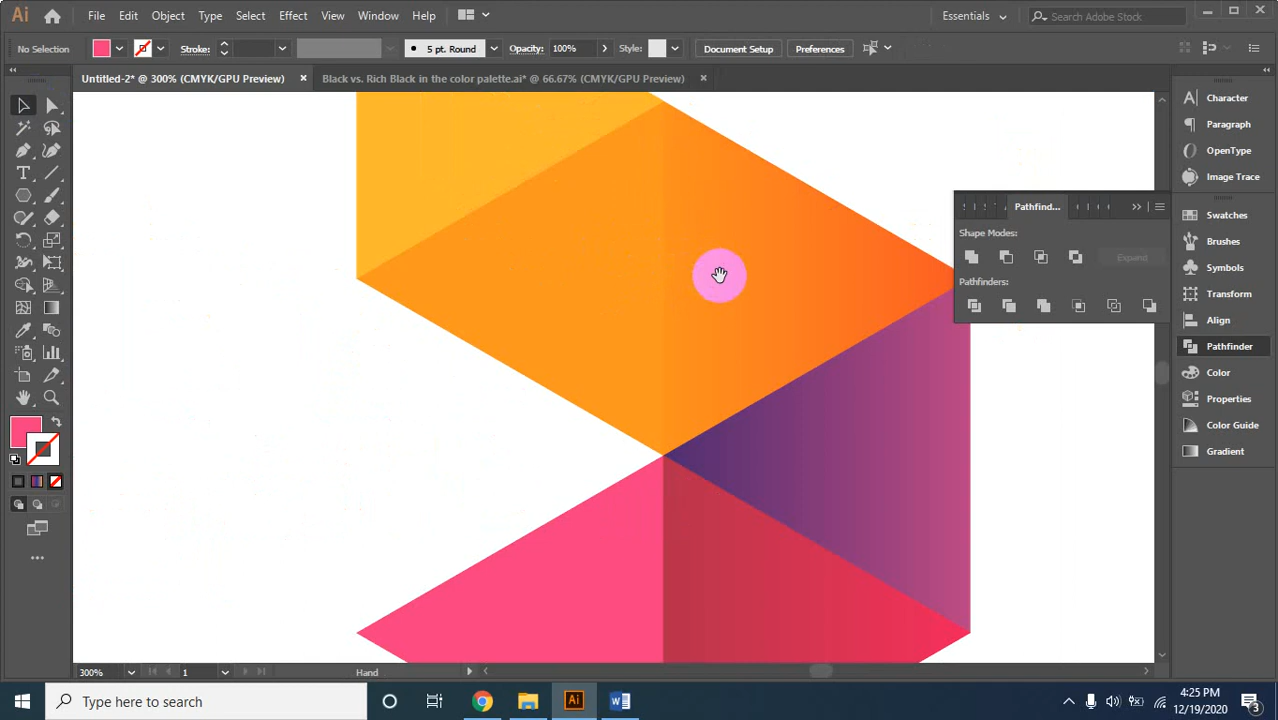 Ai File Edit Object Type Select Effect View Window Help Essentials Search Adobe Stock
No Selection Stroke: 5 pt. Round Opacity: 100% Style: Document Setup Preferences
Untitled-2* @ 300% (CMYK/GPU Preview) × Black vs. Rich Black in the color palette.ai* @ 66.67% (CMYK/GPU Preview) ×
Character
Paragraph
OpenType
Image Trace
Pathfind...
Swatches
Shape Modes:
Brushes
Expand
Symbols
Pathfinders:
Transform
Align
Pathfinder
Color
Properties
Color Guide
Gradient
300% 1 Hand
Type here to search
Ai
4:25 PM
12/19/2020
3